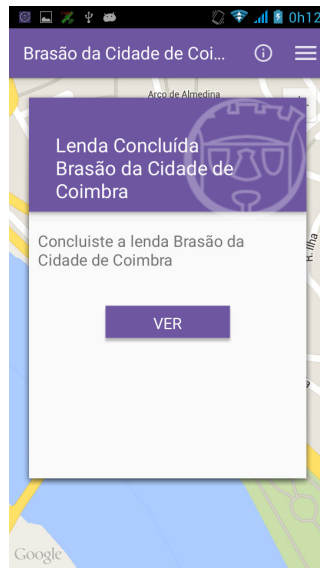 0h12
Brasão da Cidade de Coi...
Arco de Almedina
Lenda Concluída
Brasão da Cidade de
Coimbra
Concluiste a lenda Brasão da
Cidade de Coimbra
R. Ilha
VER
Google